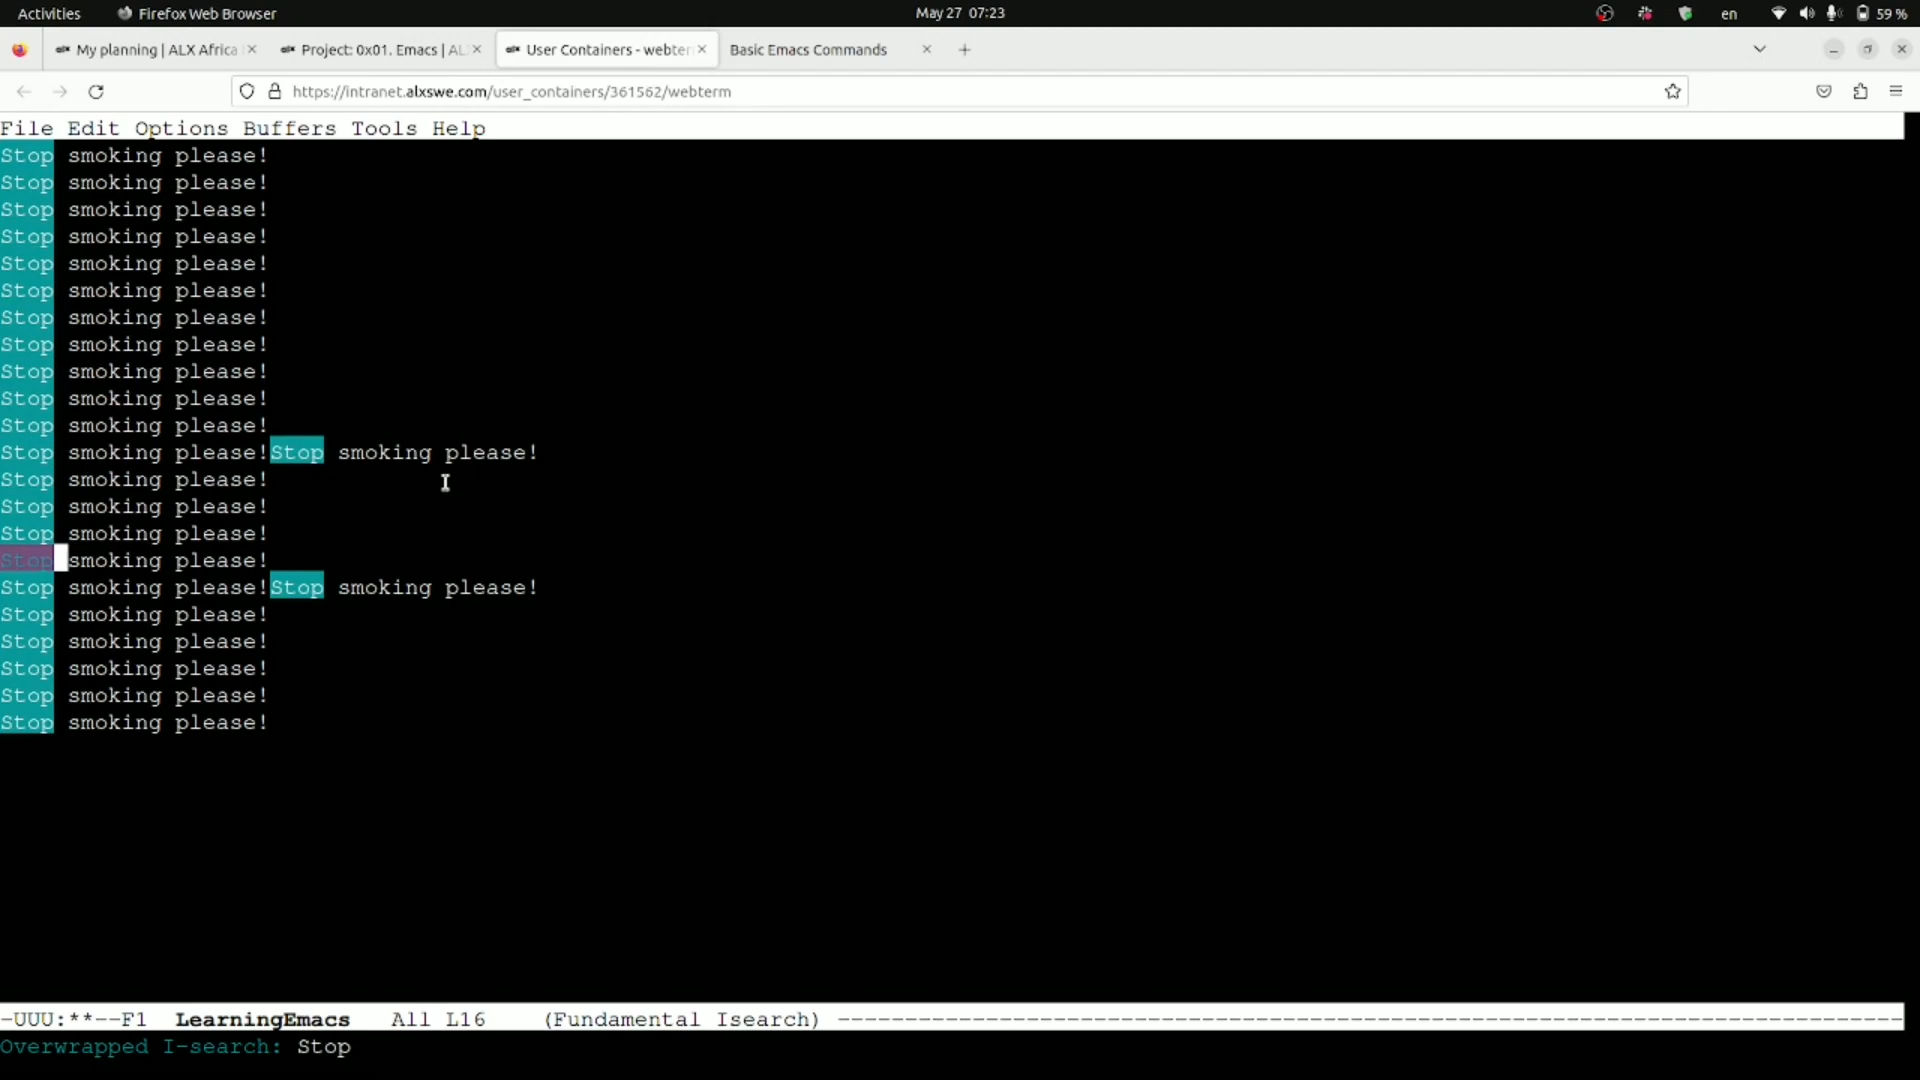 Activities Firefox Web Browser May 27 07:23 en 59 %
My planning | ALX Africa Project: 0x01. Emacs | AL User Containers - webter Basic Emacs Commands
https://intranet.alxswe.com/user_containers/361562/webterm
File Edit Options Buffers Tools Help
Stop smoking please!
Stop smoking please!
Stop smoking please!
Stop smoking please!
Stop smoking please!
Stop smoking please!
Stop smoking please!
Stop smoking please!
Stop smoking please!
Stop smoking please!
Stop smoking please!
Stop smoking please!Stop smoking please!
Stop smoking please!
Stop smoking please!
Stop smoking please!
Stop smoking please!
Stop smoking please!Stop smoking please!
Stop smoking please!
Stop smoking please!
Stop smoking please!
Stop smoking please!
Stop smoking please!
-UUU:**--F1 LearningEmacs All L16 (Fundamental Isearch) -------------------------------------------------------------------------------
Overwrapped I-search: Stop